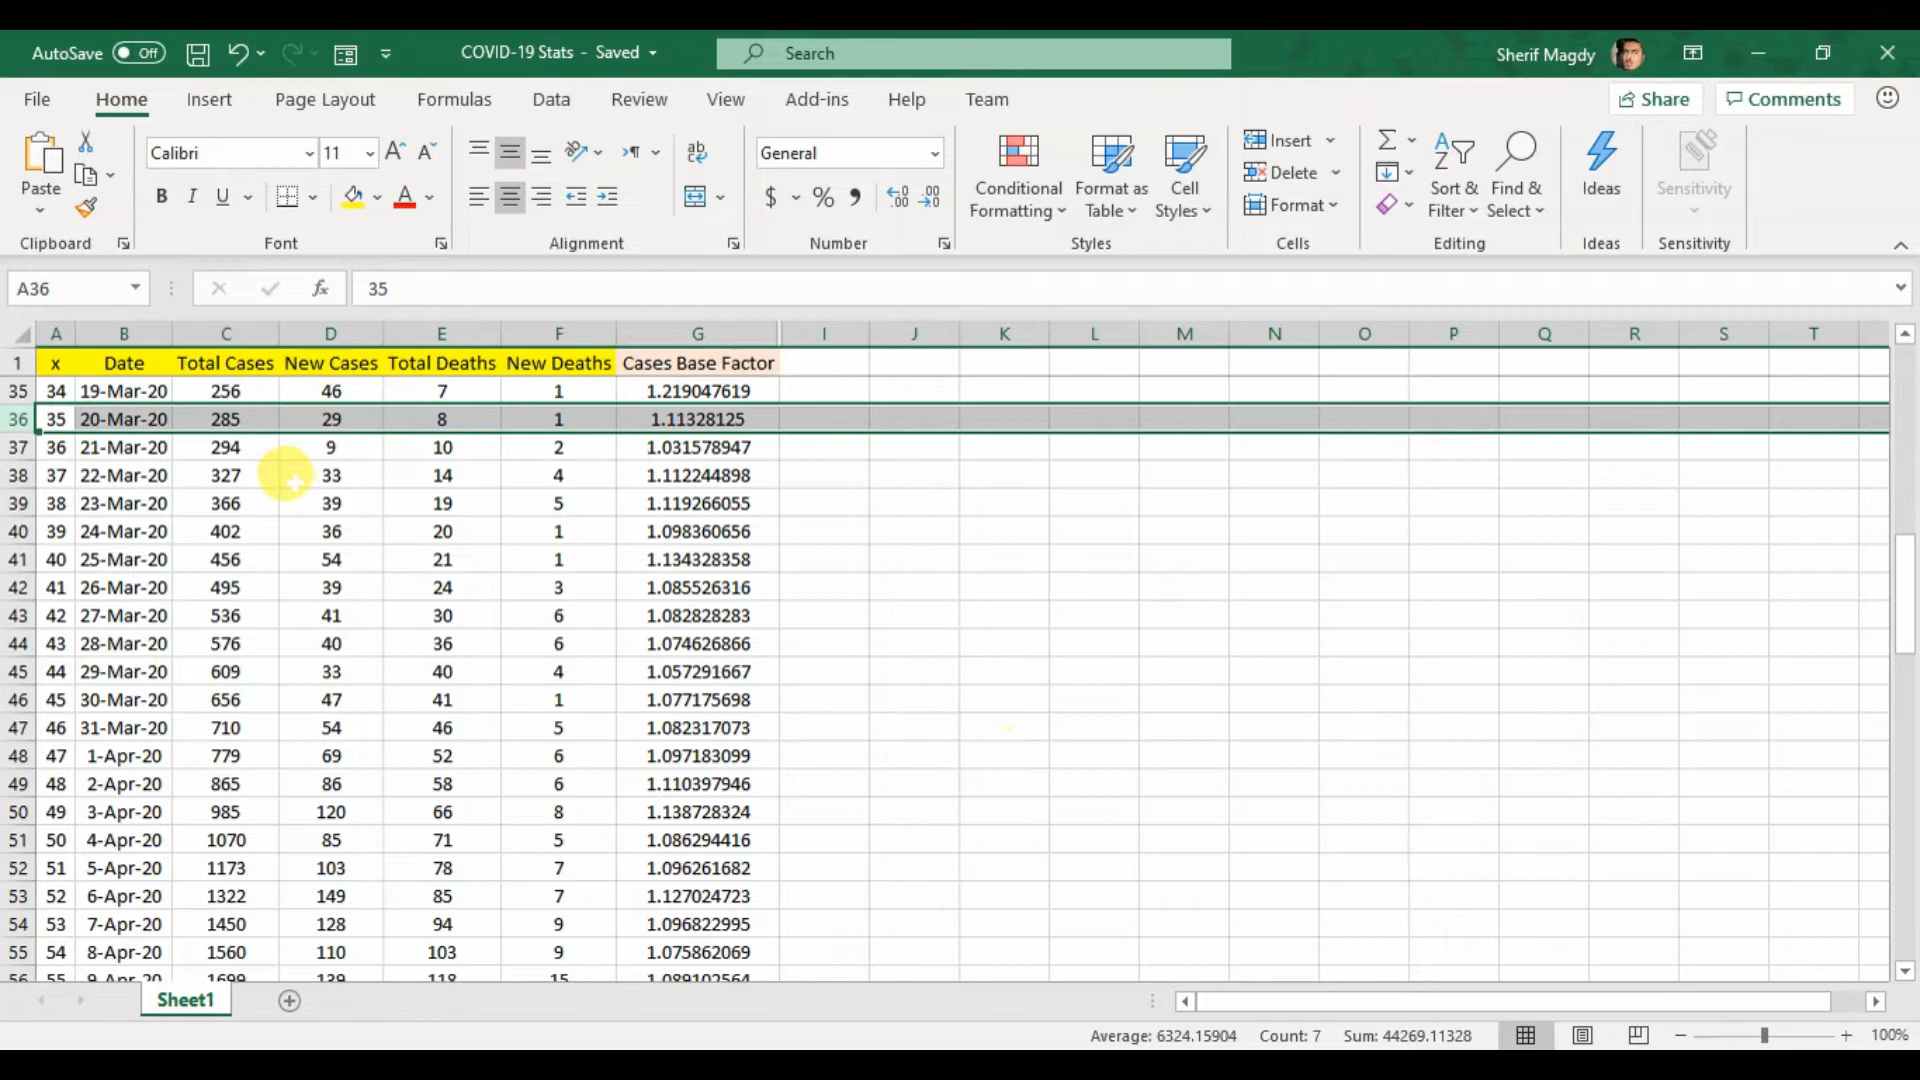 AutoSave Off COVID-19 Stats - Saved Search Sherif Magdy
File Home Insert Page Layout Formulas Data Review View Add-ins Help Team Share Comments
Paste
Clipboard
Calibri 11
B I U
Font
ab
Alignment
General
$ % 9 .00 .00
Number
Conditional Formatting
Format as Table
Cell Styles
Styles
Insert
Delete
Format
Cells
Sort & Filter
Find & Select
Editing
Ideas
Ideas
Sensitivity
Sensitivity
A36 fx 35
A B C D E F G I J K L M N O P Q R S T
1 x Date Total Cases New Cases Total Deaths New Deaths Cases Base Factor
35 34 19-Mar-20 256 46 7 1 1.219047619
36 35 20-Mar-20 285 29 8 1 1.11328125
37 36 21-Mar-20 294 9 10 2 1.031578947
38 37 22-Mar-20 327 33 14 4 1.112244898
39 38 23-Mar-20 366 39 19 5 1.119266055
40 39 24-Mar-20 402 36 20 1 1.098360656
41 40 25-Mar-20 456 54 21 1 1.134328358
42 41 26-Mar-20 495 39 24 3 1.085526316
43 42 27-Mar-20 536 41 30 6 1.082828283
44 43 28-Mar-20 576 40 36 6 1.074626866
45 44 29-Mar-20 609 33 40 4 1.057291667
46 45 30-Mar-20 656 47 41 1 1.077175698
47 46 31-Mar-20 710 54 46 5 1.082317073
48 47 1-Apr-20 779 69 52 6 1.097183099
49 48 2-Apr-20 865 86 58 6 1.110397946
50 49 3-Apr-20 985 120 66 8 1.138728324
51 50 4-Apr-20 1070 85 71 5 1.086294416
52 51 5-Apr-20 1173 103 78 7 1.096261682
53 52 6-Apr-20 1322 149 85 7 1.127024723
54 53 7-Apr-20 1450 128 94 9 1.096822995
55 54 8-Apr-20 1560 110 103 9 1.075862069
56 55 9-Apr-20 1699 139 118 15 1.089102564
Sheet1
Average: 6324.15904 Count: 7 Sum: 44269.11328 100%